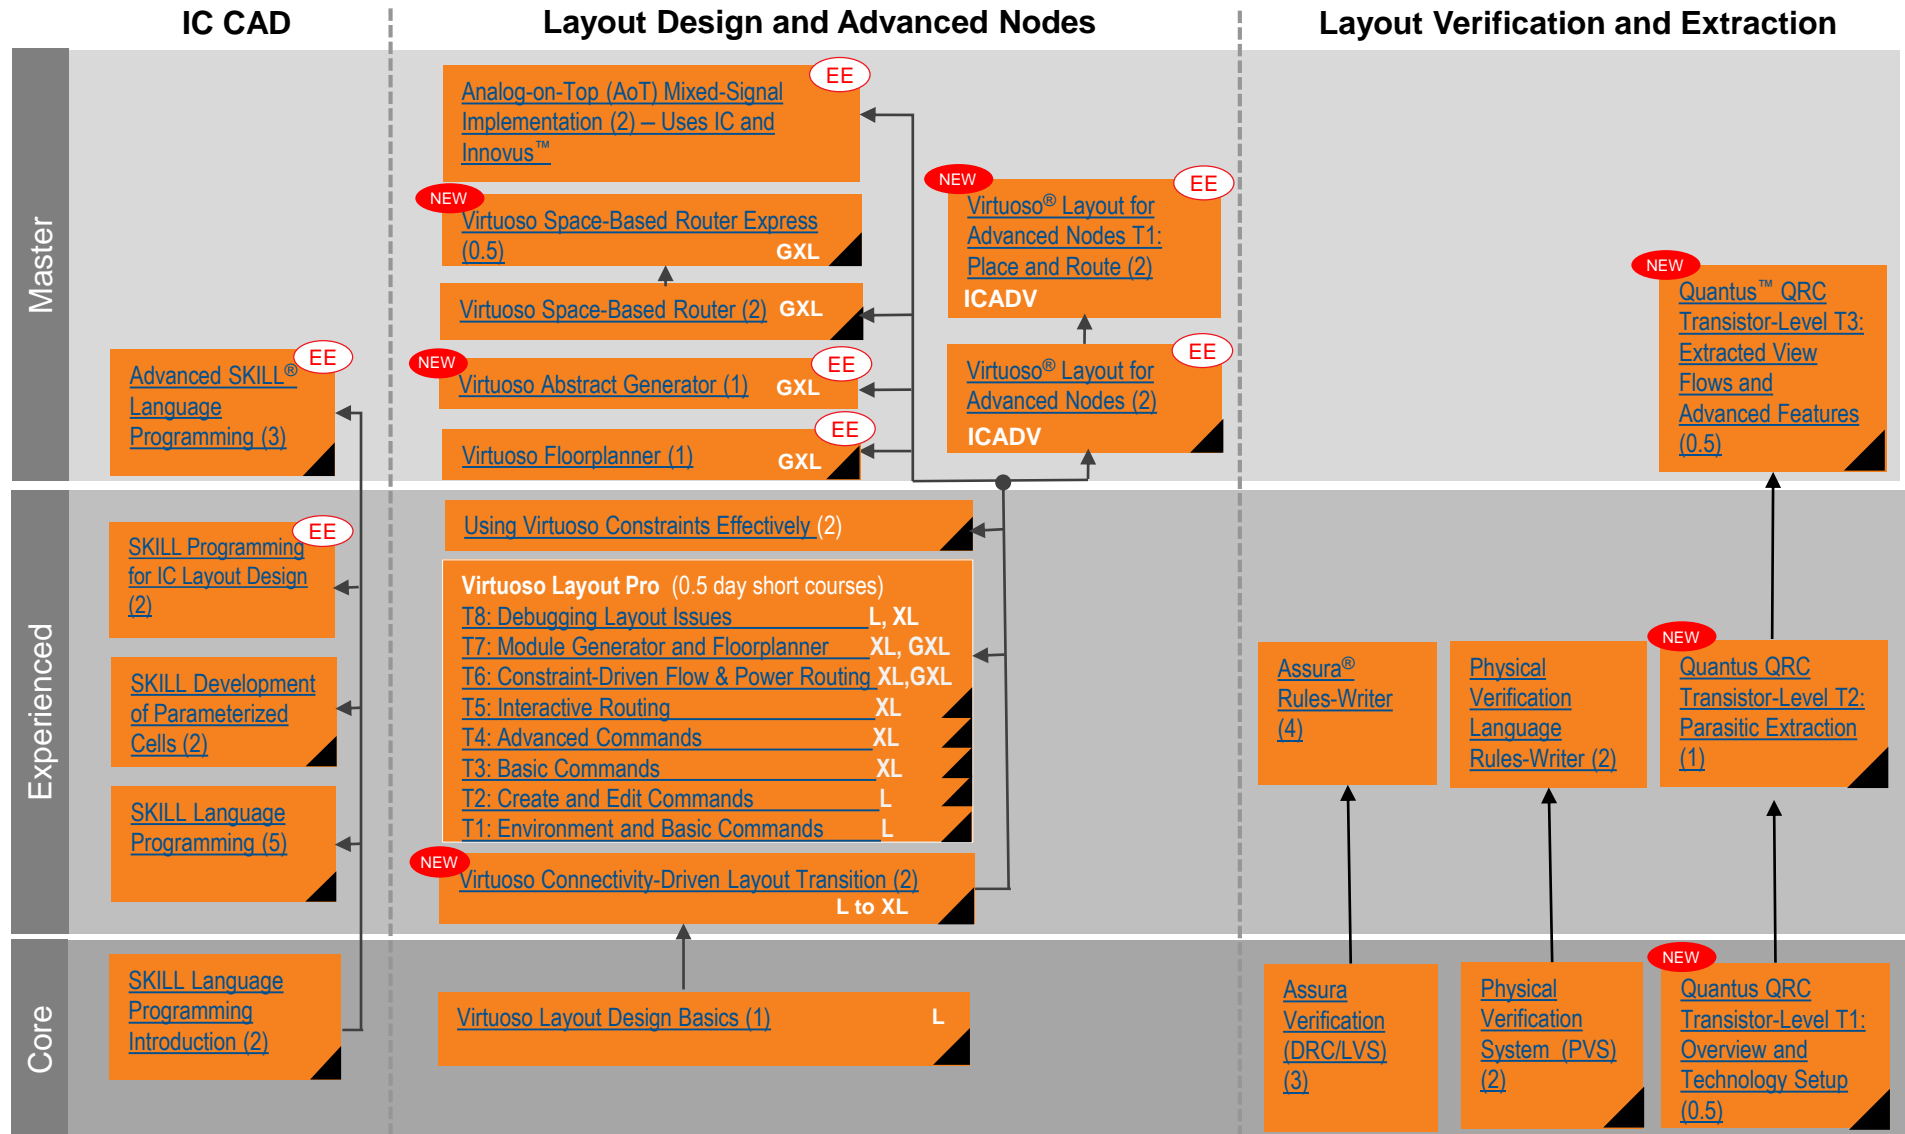 IC CAD
Layout Design and Advanced Nodes
Layout Verification and Extraction
Master
EE
Advanced SKILL®
Language
Programming (3)
EE
Analog-on-Top (AoT) Mixed-Signal
Implementation (2) – Uses IC and
Innovus™
NEW
Virtuoso Space-Based Router Express
(0.5)
GXL
Virtuoso Space-Based Router (2) GXL
NEW
EE
Virtuoso Abstract Generator (1) GXL
EE
Virtuoso Floorplanner (1) GXL
NEW
EE
Virtuoso® Layout for
Advanced Nodes T1:
Place and Route (2)
ICADV
EE
Virtuoso® Layout for
Advanced Nodes (2)
ICADV
NEW
Quantus™ QRC
Transistor-Level T3:
Extracted View
Flows and
Advanced Features
(0.5)
Experienced
EE
SKILL Programming
for IC Layout Design
(2)
SKILL Development
of Parameterized
Cells (2)
SKILL Language
Programming (5)
Using Virtuoso Constraints Effectively (2)
Virtuoso Layout Pro (0.5 day short courses)
T8: Debugging Layout Issues L, XL
T7: Module Generator and Floorplanner XL, GXL
T6: Constraint-Driven Flow & Power Routing XL,GXL
T5: Interactive Routing XL
T4: Advanced Commands XL
T3: Basic Commands XL
T2: Create and Edit Commands L
T1: Environment and Basic Commands L
NEW
Virtuoso Connectivity-Driven Layout Transition (2)
L to XL
Assura®
Rules-Writer
(4)
Physical
Verification
Language
Rules-Writer (2)
NEW
Quantus QRC
Transistor-Level T2:
Parasitic Extraction
(1)
Core
SKILL Language
Programming
Introduction (2)
Virtuoso Layout Design Basics (1) L
Assura
Verification
(DRC/LVS)
(3)
Physical
Verification
System (PVS)
(2)
NEW
Quantus QRC
Transistor-Level T1:
Overview and
Technology Setup
(0.5)